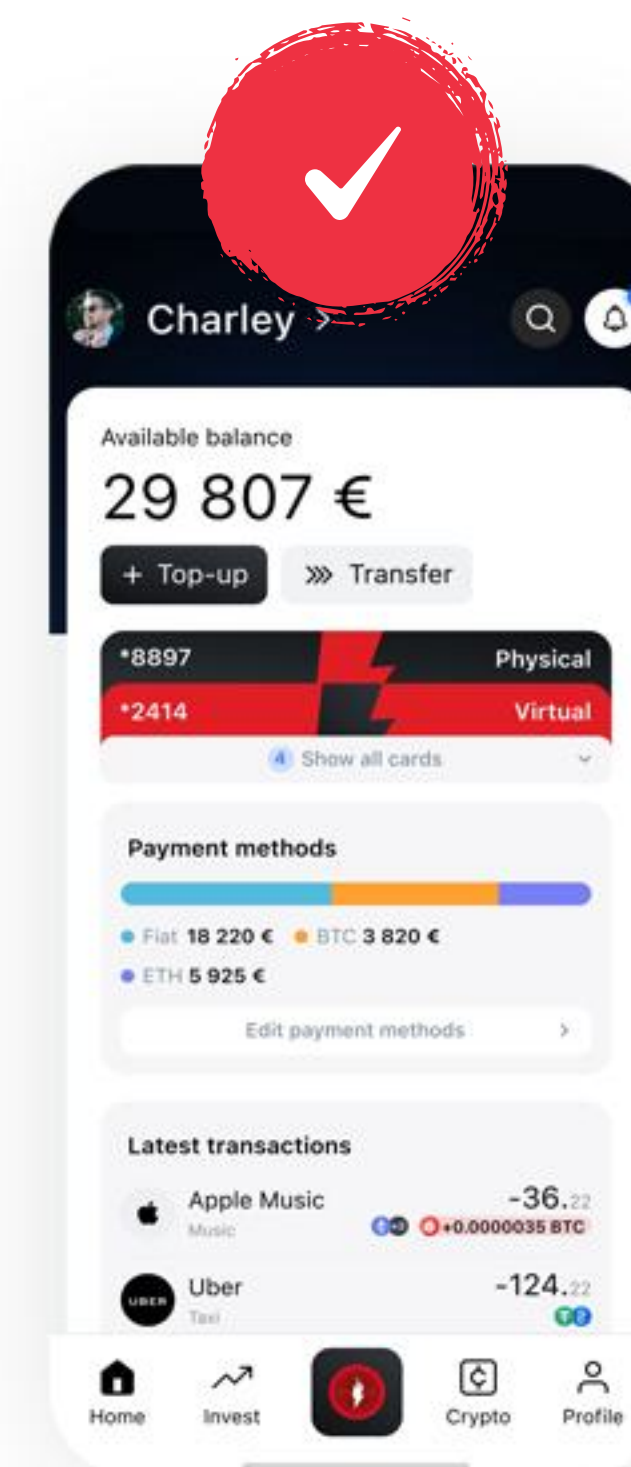 Charley >
Available balance
29 807 €
+ Top-up
Transfer
*8897 Physical
*2414 Virtual
4 Show all cards
Payment methods
Fiat 18 220 € BTC 3 820 €
ETH 5 925 €
Edit payment methods >
Latest transactions
Apple Music -36.22
Music +0.0000035 BTC
UBER
Uber -124.22
Taxi
Home Invest Crypto Profile